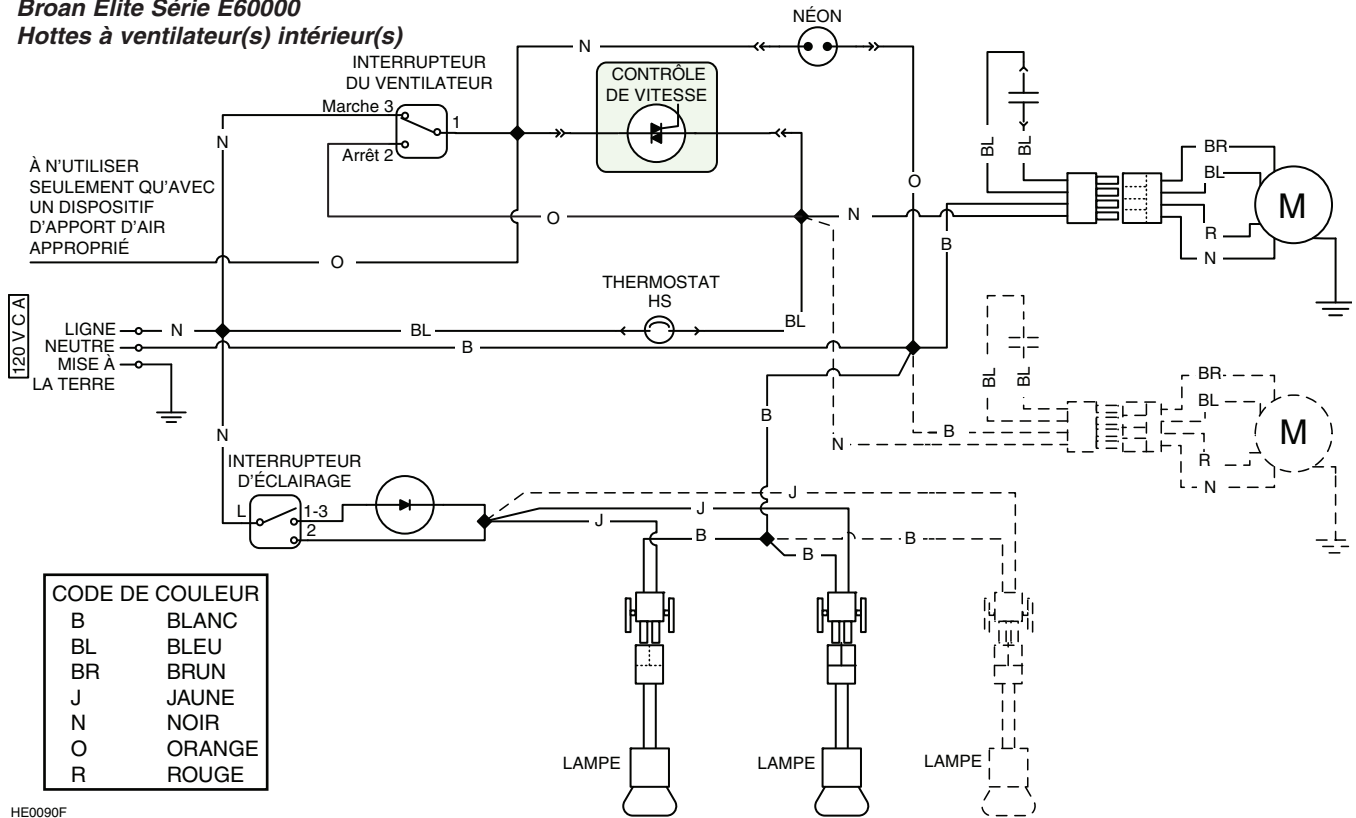 Broan Elite Série E60000
Hottes à ventilateur(s) intérieur(s)
NÉON
N
INTERRUPTEUR
DU VENTILATEUR
CONTRÔLE
DE VITESSE
Marche 3
1
Arrêt 2
N
BL
BL
BR
BL
M
R
N
À N'UTILISER
SEULEMENT QU'AVEC
UN DISPOSITIF
D'APPORT D'AIR
APPROPRIÉ
O
O
N
B
O
THERMOSTAT
HS
BL
120 V C A
LIGNE
N
BL
NEUTRE
B
MISE À
LA TERRE
BL
BL
BR
BL
M
R
N
B
B
N
N
INTERRUPTEUR
D'ÉCLAIRAGE
L
1-3
2
J
J
J
B
B
B
CODE DE COULEUR
B BLANC
BL BLEU
BR BRUN
J JAUNE
N NOIR
O ORANGE
R ROUGE
LAMPE
LAMPE
LAMPE
HE0090F